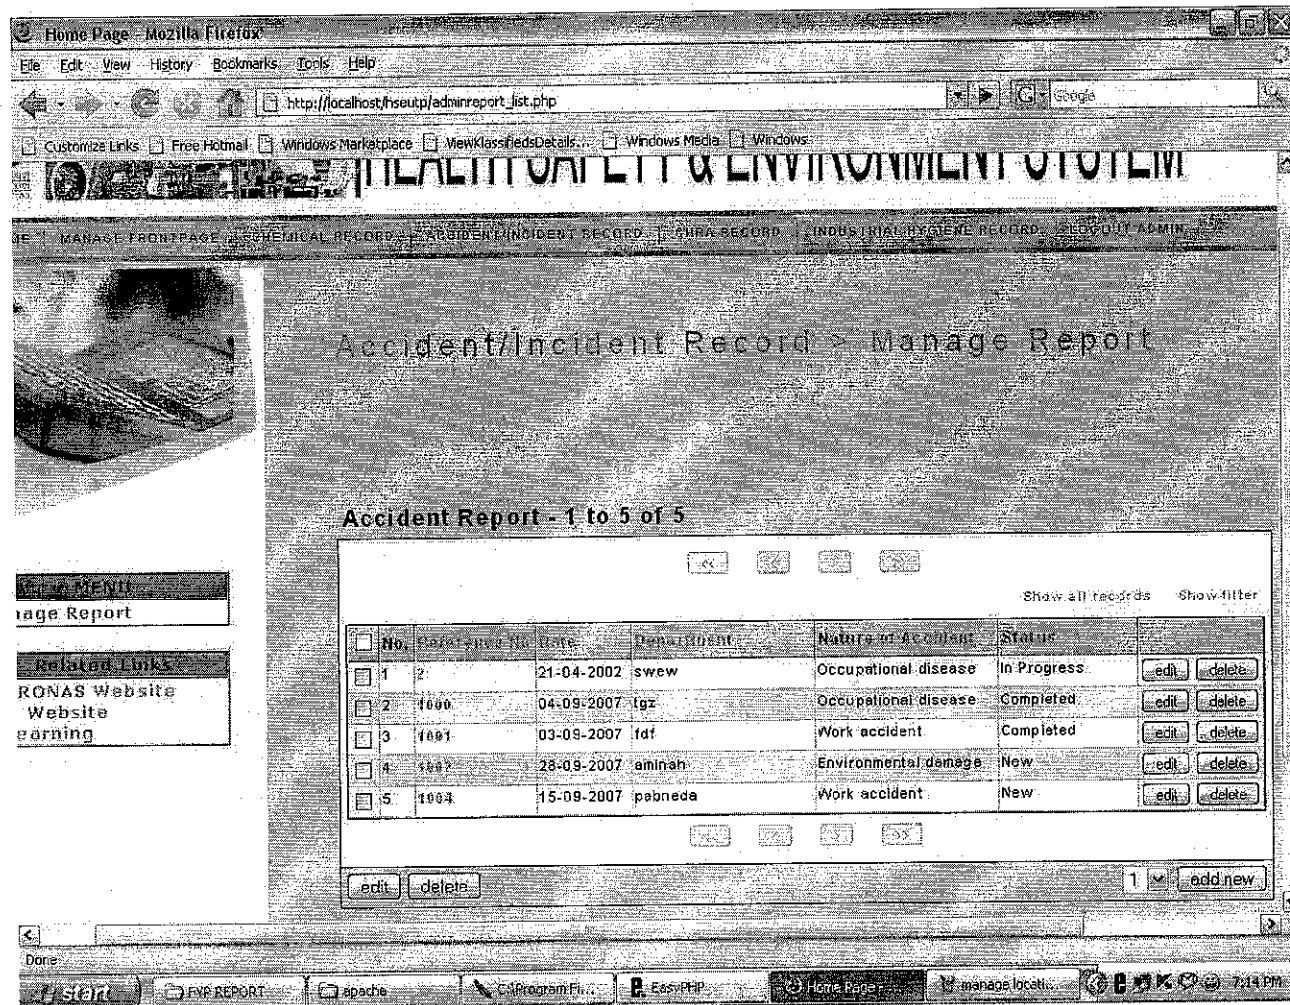 Home Page - Mozilla Firefox
File Edit View History Bookmarks Tools Help
http://localhost/hseutp/adminreport_list.php
Google
Customize Links Free Hotmail Windows Marketplace ViewKlassifiedsDetails... Windows Media Windows
HEALTH SAFETY & ENVIRONMENT SYSTEM
ME | MANAGE FRONTPAGE | CHEMICAL RECORD | ACCIDENT/INCIDENT RECORD | CHRA RECORD | INDUSTRIAL HYGIENE RECORD | LOGOUT ADMIN
Accident/Incident Record > Manage Report
Accident Report - 1 to 5 of 5
<< < > >>
MENU
nage Report
Show all records Show filter
Related Links
RONAS Website
Website
earning
No. Reference No Date Department Nature of Accident Status
1 2 21-04-2002 swew Occupational disease In Progress edit delete
2 1000 04-09-2007 Occupational disease Completed edit delete
3 1001 03-09-2007 fdf Work accident Completed edit delete
4 28-09-2007 aminah Environmental damage New edit delete
5 1004 15-09-2007 pabneda Work accident New edit delete
<< < > >>
edit delete 1 add new
Done
start FYP REPORT apache C:\Program Fi... EasyPHP Home Page - manage locati... 7:14 PM